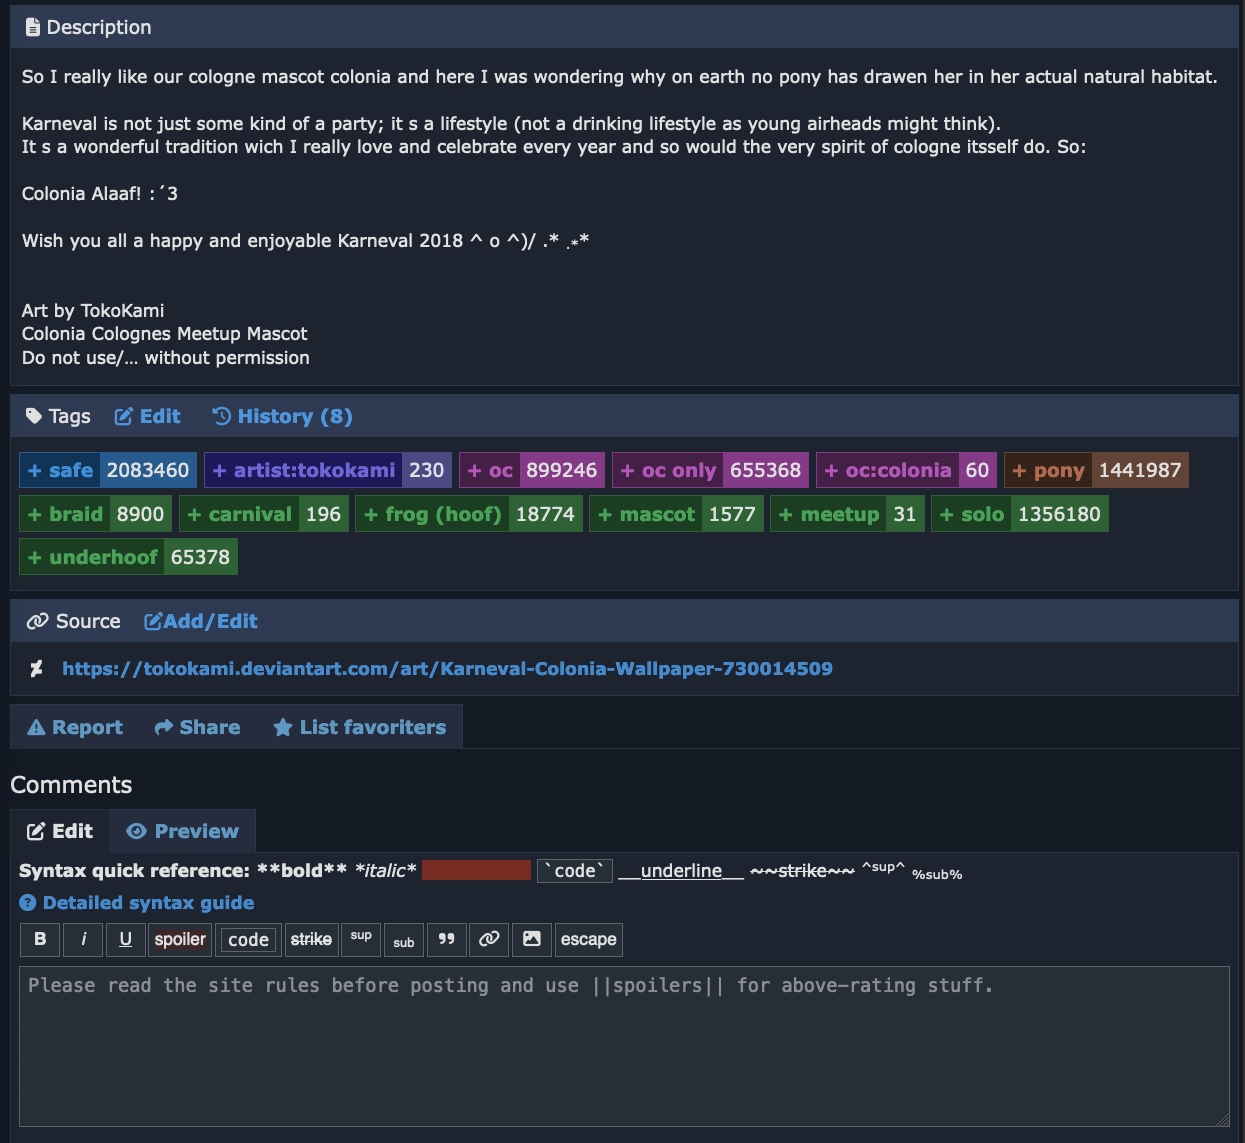 Description
So I really like our cologne mascot colonia and here I was wondering why on earth no pony has drawen her in her actual natural habitat.
Karneval is not just some kind of a party; it s a lifestyle (not a drinking lifestyle as young airheads might think).
It s a wonderful tradition wich I really love and celebrate every year and so would the very spirit of cologne itsself do. So:
Colonia Alaaf! :´3
Wish you all a happy and enjoyable Karneval 2018 ^ o ^)/ .* .**
Art by TokoKami
Colonia Colognes Meetup Mascot
Do not use/... without permission
Tags Edit History (8)
+ safe 2083460 + artist:tokokami 230 + oc 899246 + oc only 655368 + oc:colonia 60 + pony 1441987
+ braid 8900 + carnival 196 + frog (hoof) 18774 + mascot 1577 + meetup 31 + solo 1356180
+ underhoof 65378
Source Add/Edit
https://tokokami.deviantart.com/art/Karneval-Colonia-Wallpaper-730014509
Report Share List favoriters
Comments
Edit Preview
Syntax quick reference: **bold** *italic* `code` __underline__ ~~strike~~ ^sup^ %sub%
Detailed syntax guide
B i U spoiler code strike sup sub escape
Please read the site rules before posting and use ||spoilers|| for above-rating stuff.